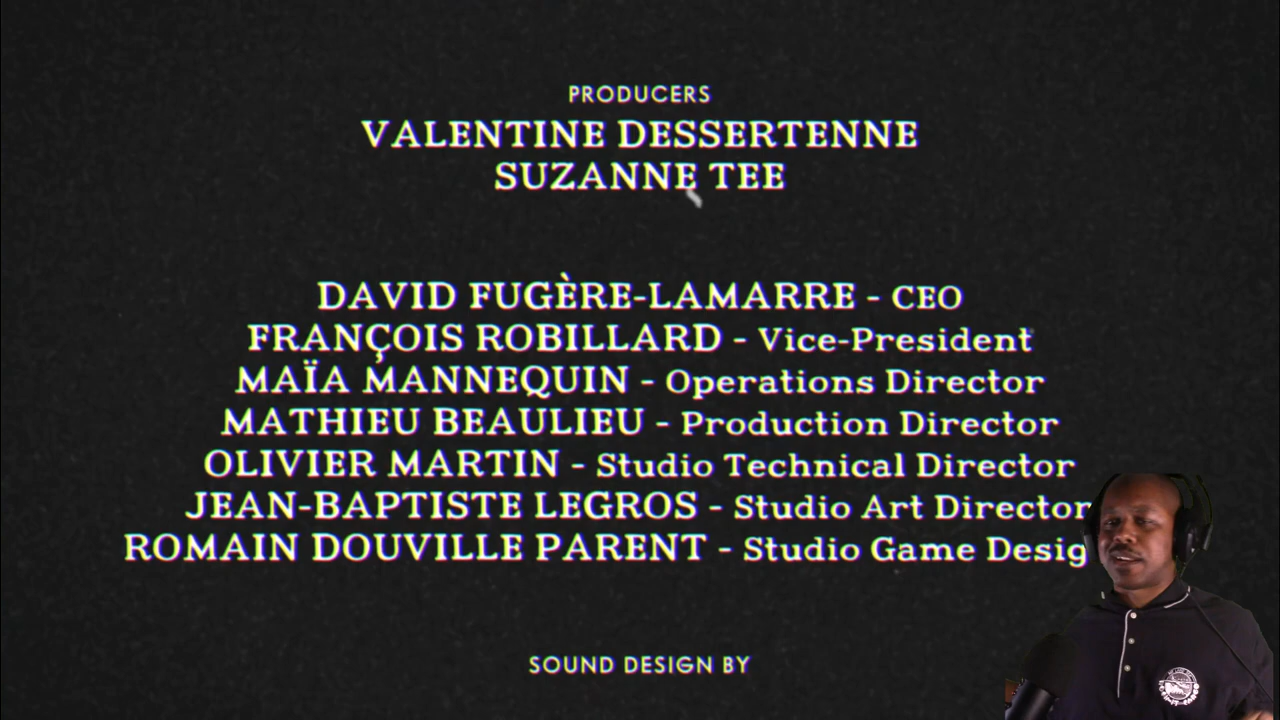 PRODUCERS
VALENTINE DESSERTENNE
SUZANNE TEE
DAVID FUGÈRE-LAMARRE - CEO
FRANÇOIS ROBILLARD - Vice-President
MAÏA MANNEQUIN - Operations Director
MATHIEU BEAULIEU - Production Director
OLIVIER MARTIN - Studio Technical Director
JEAN-BAPTISTE LEGROS - Studio Art Director
ROMAIN DOUVILLE PARENT - Studio Game Desig
SOUND DESIGN BY